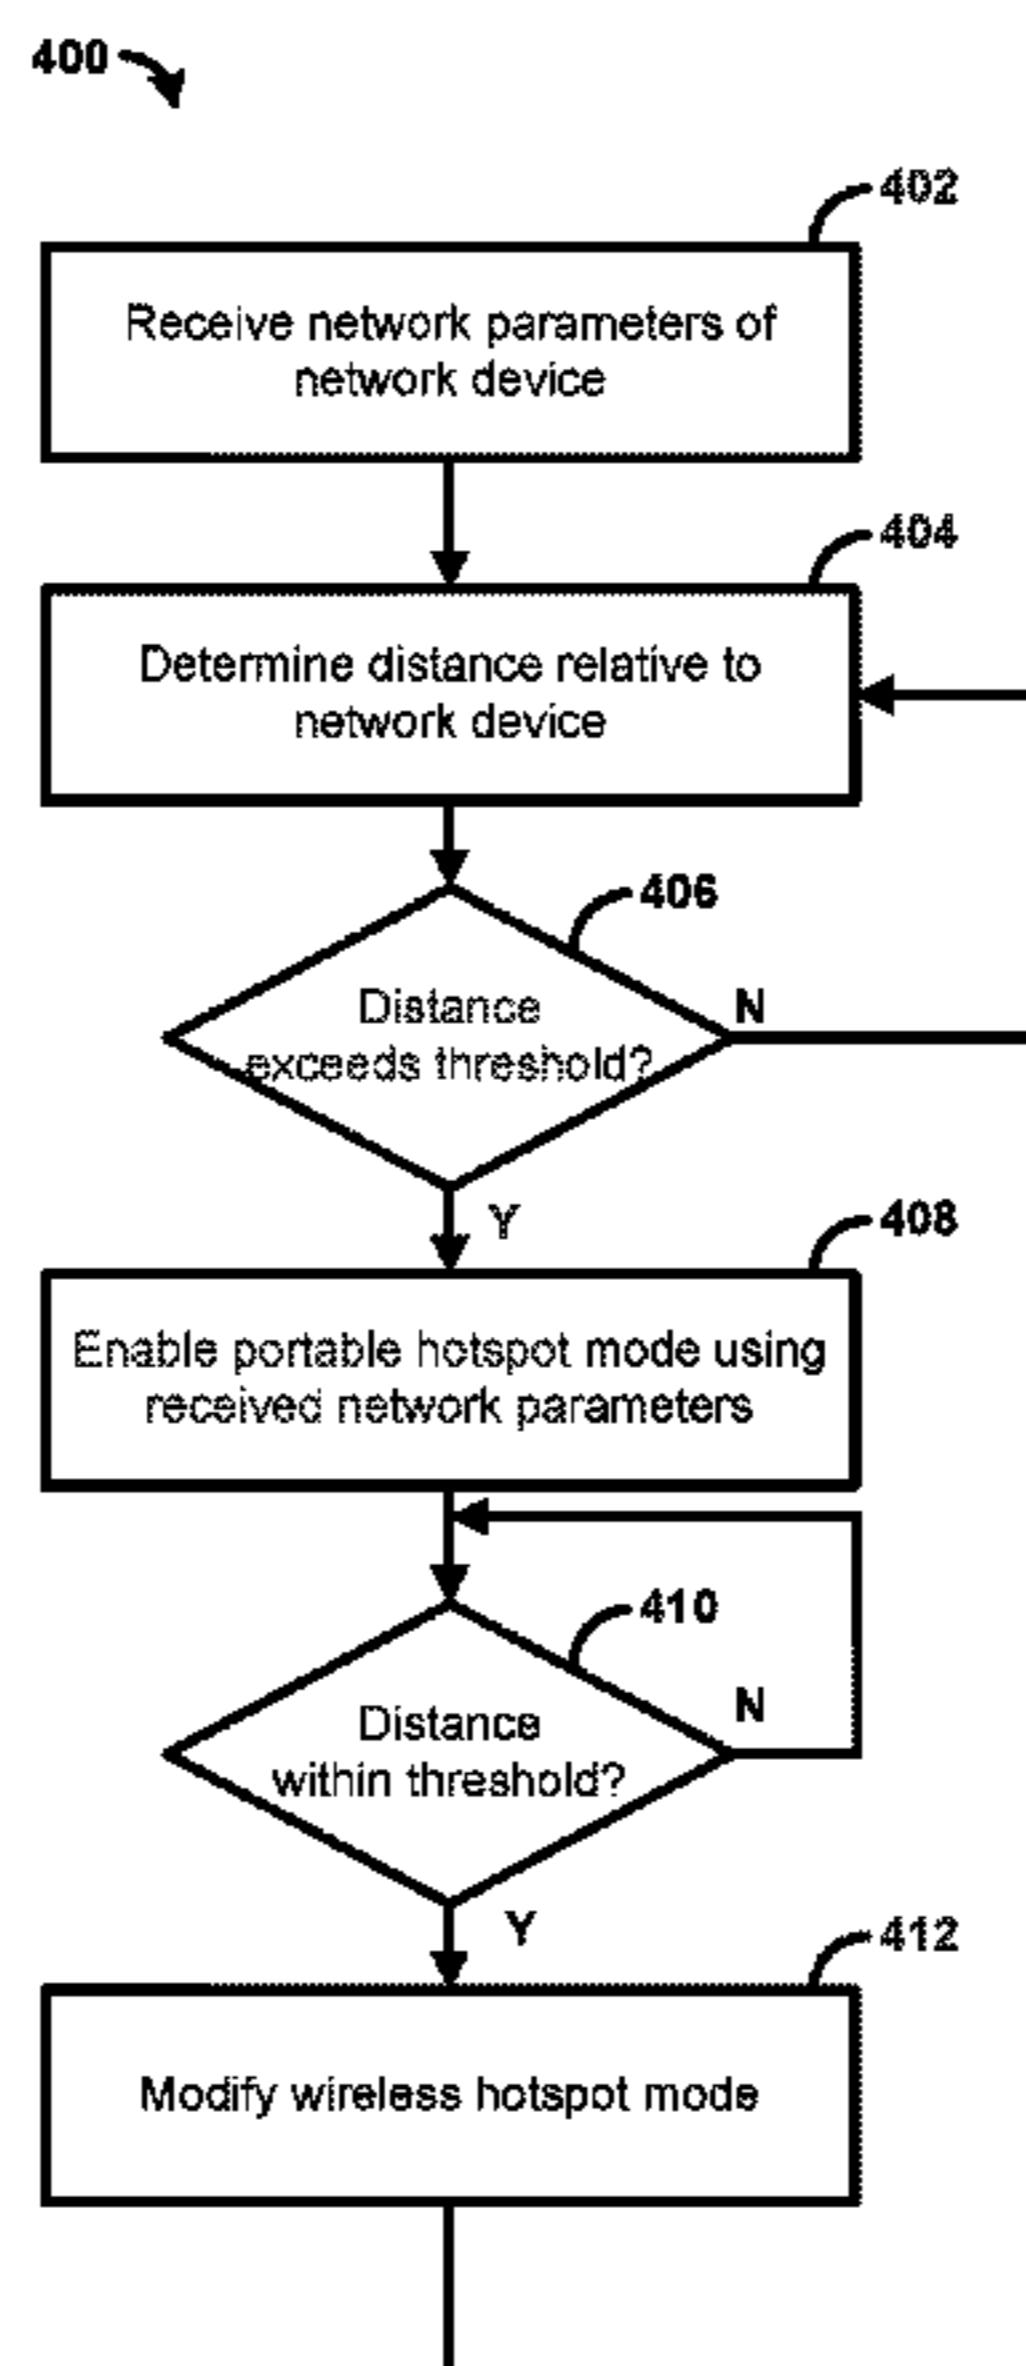 400
402
Receive network parameters of
network device
404
Determine distance relative to
network device
406
Distance
exceeds threshold?
N
Y
408
Enable portable hotspot mode using
received network parameters
410
Distance
within threshold?
N
Y
412
Modify wireless hotspot mode